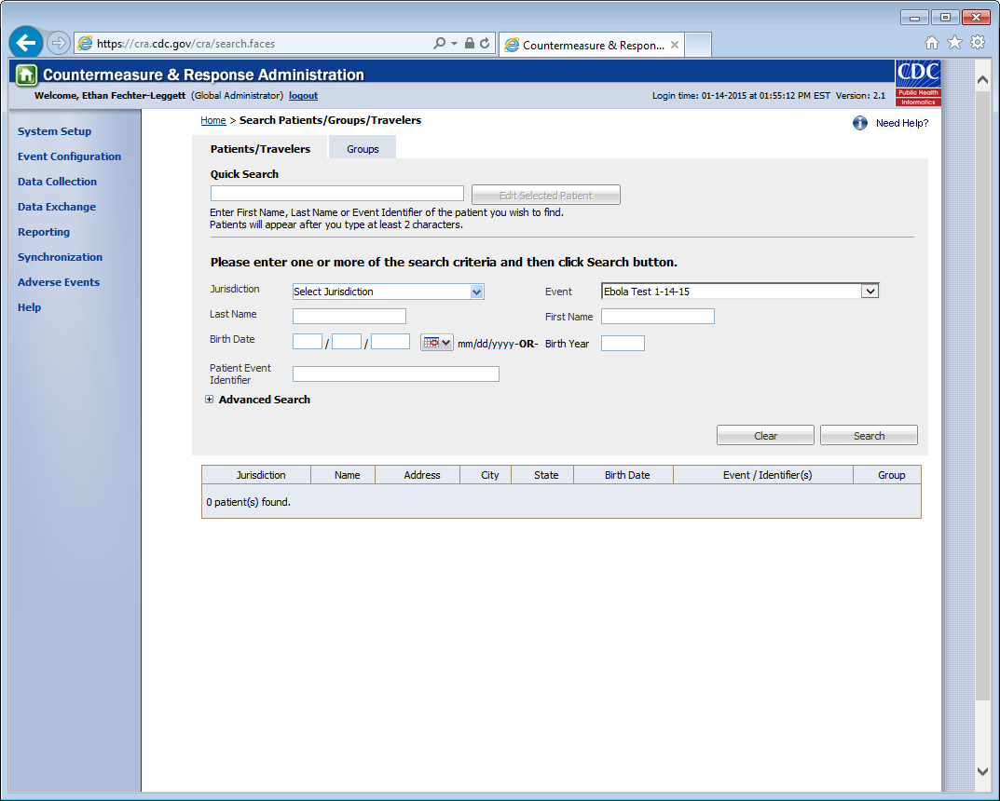 https://cra.cdc.gov/cra/search.faces
Countermeasure & Respon...
Countermeasure & Response Administration
CDC
Public Health
Informatics
Welcome, Ethan Fechter-Leggett (Global Administrator) logout
Login time: 01-14-2015 at 01:55:12 PM EST Version: 2.1
Home > Search Patients/Groups/Travelers
Need Help?
System Setup
Event Configuration
Data Collection
Data Exchange
Reporting
Synchronization
Adverse Events
Help
Patients/Travelers
Groups
Quick Search
Edit Selected Patient
Enter First Name, Last Name or Event Identifier of the patient you wish to find.
Patients will appear after you type at least 2 characters.
Please enter one or more of the search criteria and then click Search button.
Jurisdiction Select Jurisdiction Event Ebola Test 1-14-15
Last Name First Name
Birth Date / / mm/dd/yyyy-OR- Birth Year
Patient Event
Identifier
Advanced Search
Clear Search
Jurisdiction Name Address City State Birth Date Event / Identifier(s) Group
0 patient(s) found.